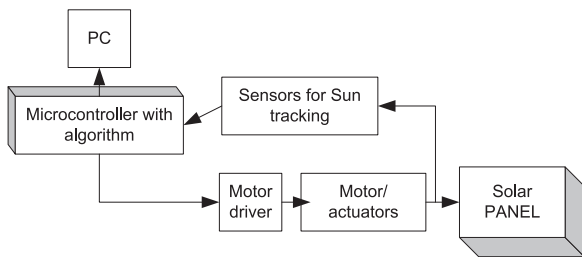 PC
Microcontroller with
algorithm
Sensors for Sun
tracking
Motor
driver
Motor/
actuators
Solar
PANEL